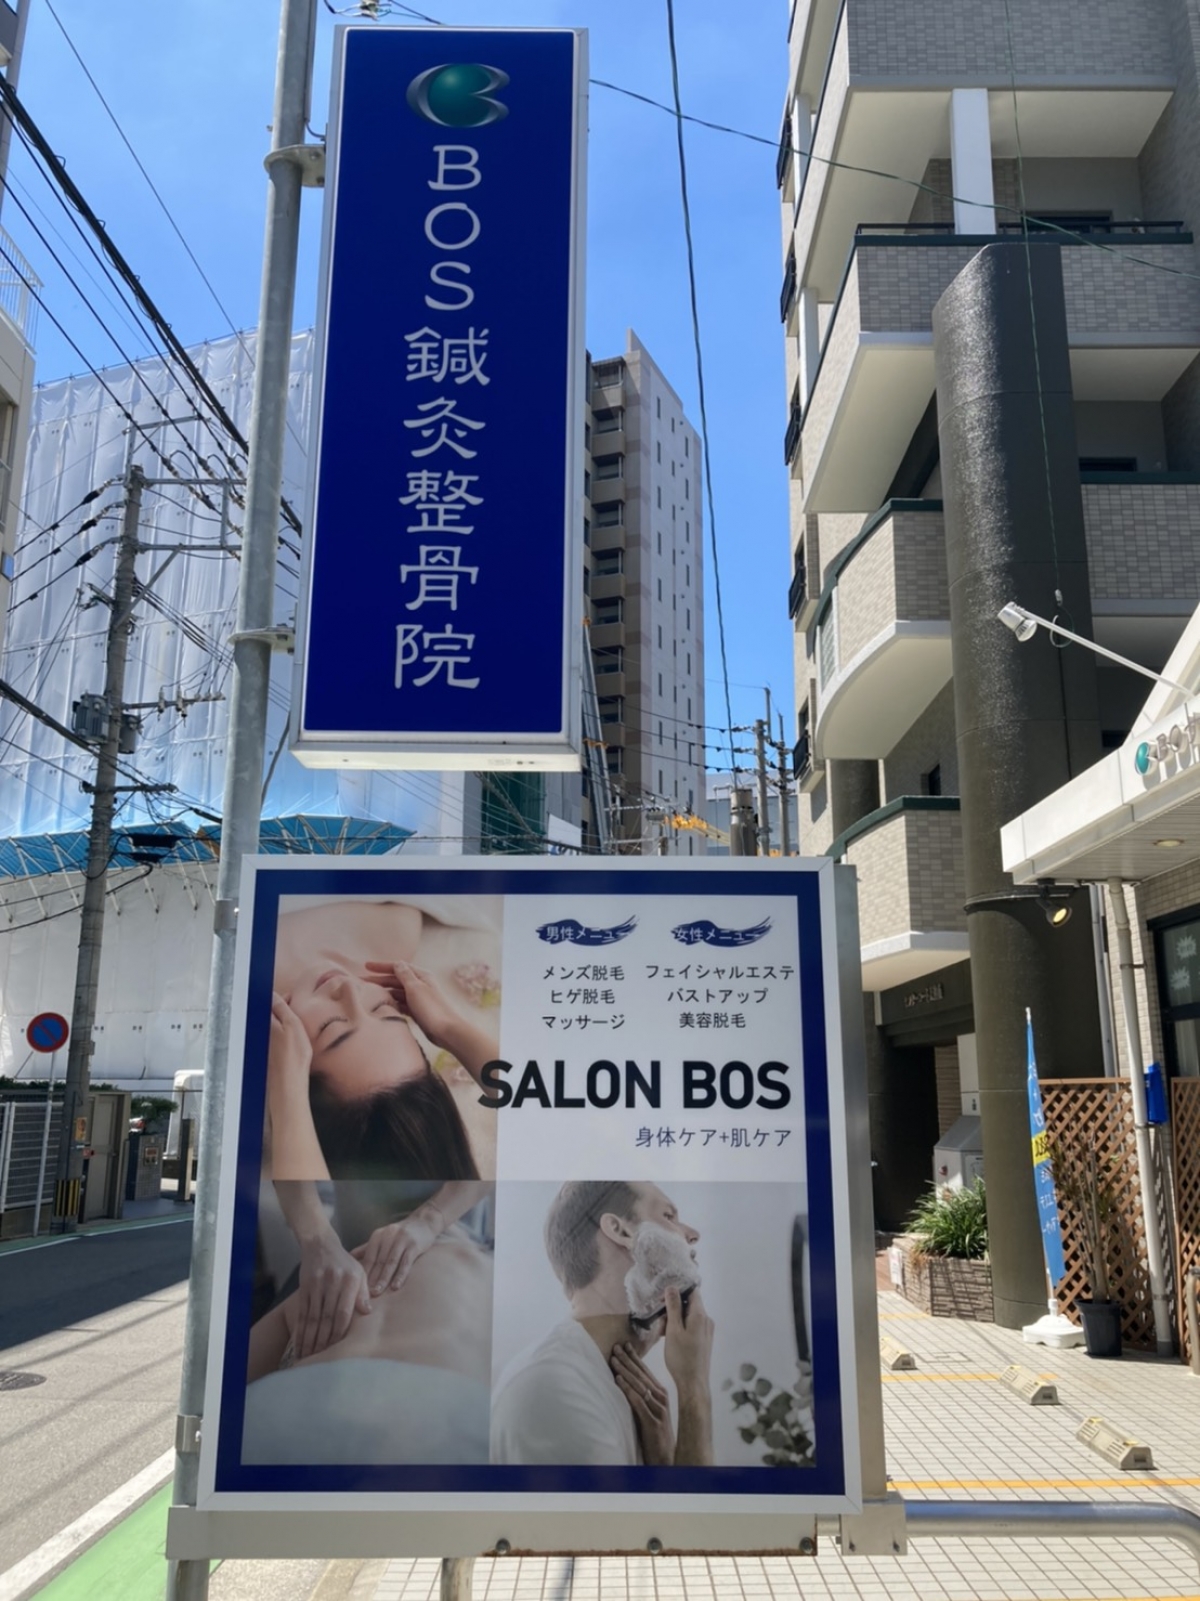 BOS鍼灸整骨院
男性メニュー
メンズ脱毛
ヒゲ脱毛
マッサージ
女性メニュー
フェイシャルエステ
バストアップ
美容脱毛
SALON BOS
身体ケア+肌ケア